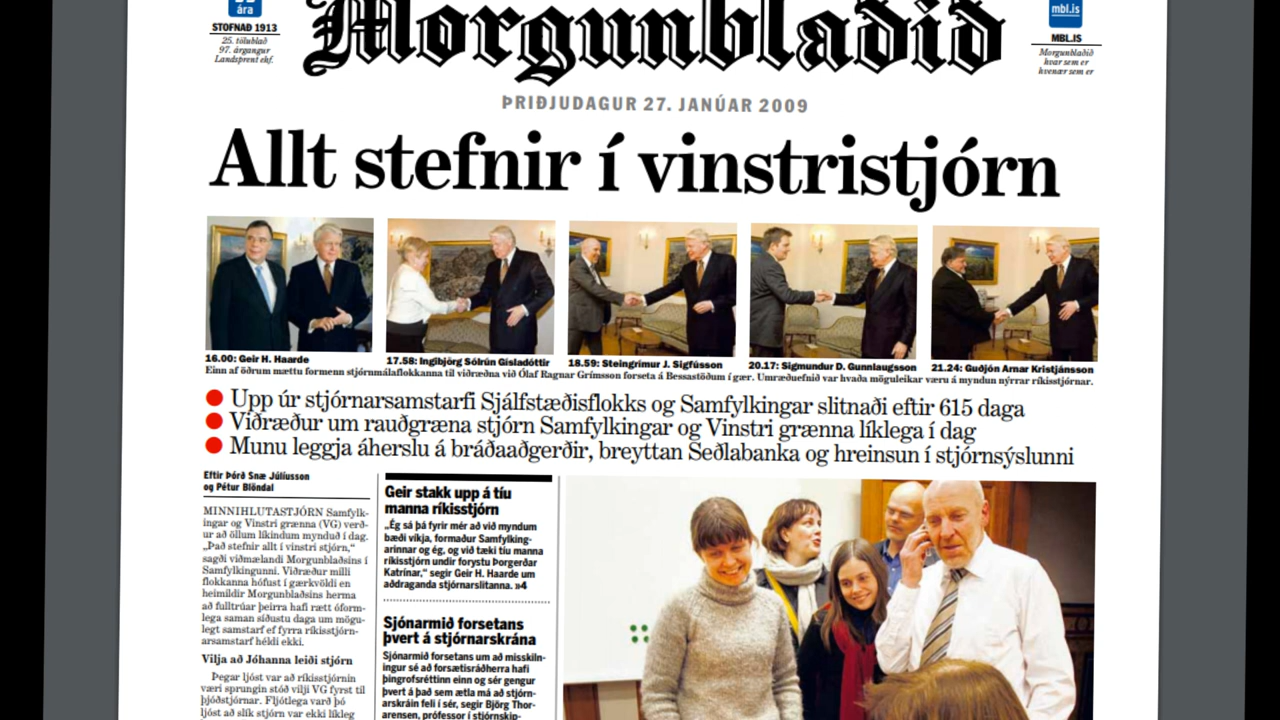 ára
STOFNAÐ 1913
25. tölublað
97. árgangur
Landsprent ehf.
Morgunblaðið
mbl.is
MBL.IS
Morgunblaðið
hvar sem er
hvenær sem er
ÞRIÐJUDAGUR 27. JANÚAR 2009
Allt stefnir í vinstristjórn
16.00: Geir H. Haarde
17.58: Ingibjörg Sólrún Gísladóttir
18.59: Steingrímur J. Sigfússon
20.17: Sigmundur D. Gunnlaugsson
21.24: Guðjón Arnar Kristjánsson
Einn af öðrum mættu formenn stjórnmálaflokkanna til viðræðna við Ólaf Ragnar Grímsson forseta á Bessastöðum í gær. Umræðuefnið var hvaða möguleikar væru á myndun nýrrar ríkisstjórnar.
Upp úr stjórnarsamstarfi Sjálfstæðisflokks og Samfylkingar slitnaði eftir 615 daga
Viðræður um rauðgræna stjórn Samfylkingar og Vinstri grænna líklega í dag
Munu leggja áherslu á bráðaaðgerðir, breyttan Seðlabanka og hreinsun í stjórnsýslunni
Eftir Þórð Snæ Júlíusson
og Pétur Blöndal
MINNIHLUTASTJÓRN Samfylk-
ingar og Vinstri grænna (VG) verð-
ur að öllum líkindum mynduð í dag.
„Það stefnir allt í vinstri stjórn,“
sagði viðmælandi Morgunblaðsins í
Samfylkingunni. Viðræður milli
flokkanna hófust í gærkvöldi en
heimildir Morgunblaðsins herma
að fulltrúar þeirra hafi rætt óform-
lega saman síðustu daga um mögu-
legt samstarf ef fyrra ríkisstjórn-
arsamstarf héldi ekki.
Vilja að Jóhanna leiði stjórn
Þegar ljóst var að ríkisstjórnin
væri sprungin stóð vilji VG fyrst til
þjóðstjórnar. Fljótlega varð þó
ljóst að slík stjórn var ekki líkleg
Geir stakk upp á tíu
manna ríkisstjórn
„Ég sá þá fyrir mér að við myndum
bæði víkja, formaður Samfylking-
arinnar og ég, og við tæki tíu manna
ríkisstjórn undir forystu Þorgerðar
Katrínar,“ segir Geir H. Haarde um
aðdraganda stjórnarslitanna. »4
Sjónarmið forsetans
þvert á stjórnarskrána
Sjónarmið forsetans um að misskiln-
ingur sé að forsætisráðherra hafi
þingrofsréttinn einn og sér gengur
þvert á það sem ætla má að stjórn-
arskráin feli í sér, segir Björg Thor-
arensen, prófessor í stjórnskip-